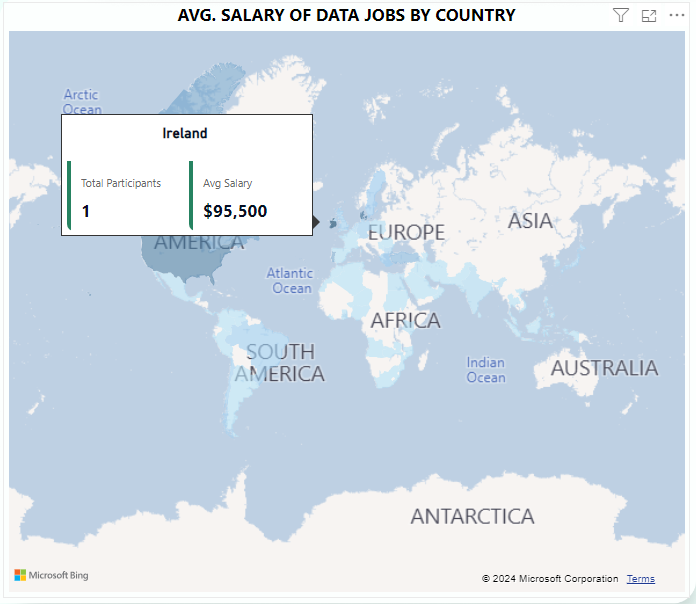 AVG. SALARY OF DATA JOBS BY COUNTRY
Arctic
Ocean
Ireland
Total Participants
Avg Salary
1
$95,500
AMERICA
EUROPE
ASIA
Atlantic
Ocean
AFRICA
SOUTH
AMERICA
Indian
Ocean
AUSTRALIA
ANTARCTICA
Microsoft Bing
© 2024 Microsoft Corporation Terms